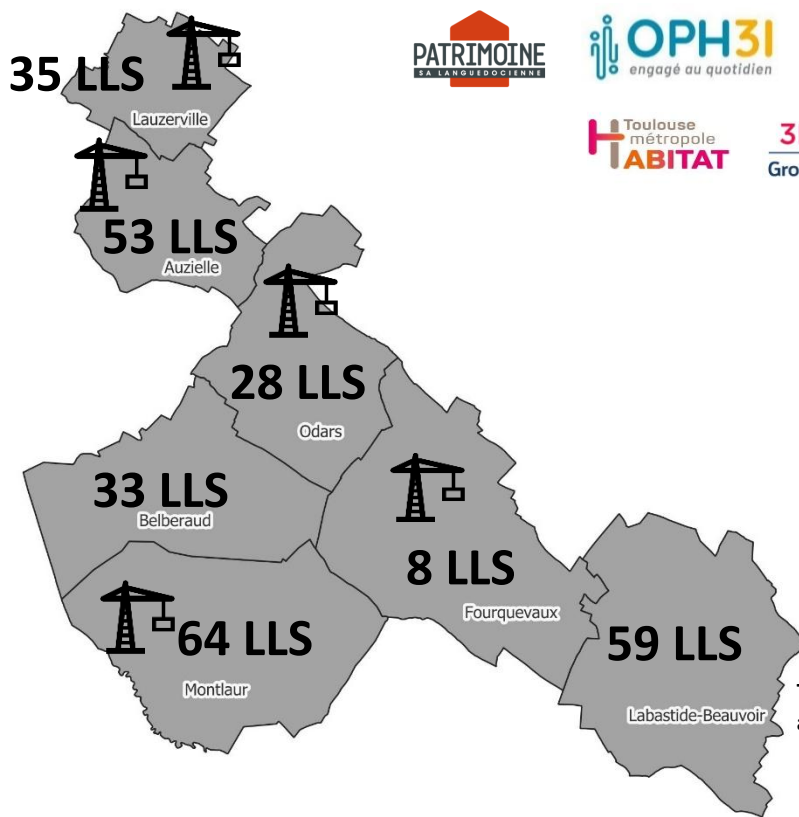 PATRIMOINE
SA LANGUEDOCIENNE
OPH31
engagé au quotidien
Toulouse
métropole
HABITAT
35 LLS
Lauzerville
53 LLS
Auzielle
28 LLS
Odars
33 LLS
Belberaud
8 LLS
Fourquevaux
64 LLS
Montlaur
59 LLS
Labastide-Beauvoir